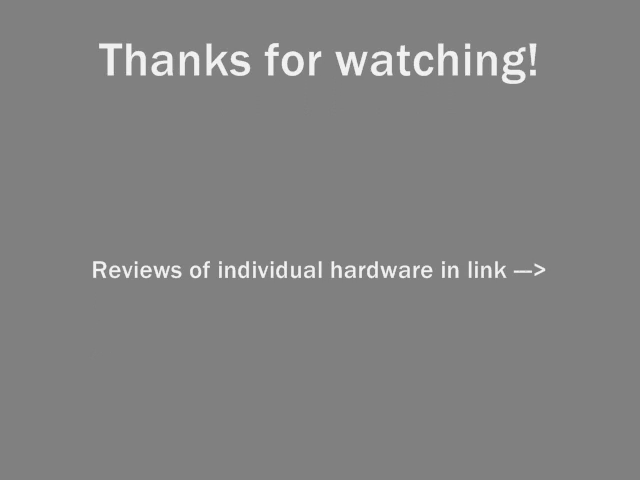 Thanks for watching!
Reviews of individual hardware in link —>